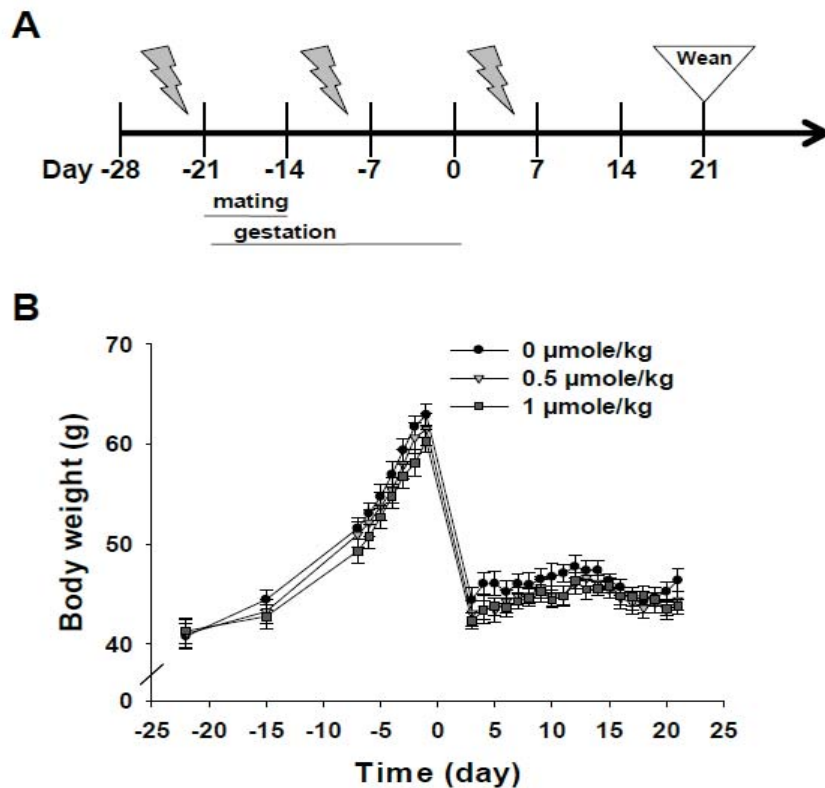 A
Wean
Day -28 -21 -14 -7 0 7 14 21
mating
gestation
B
70
60
50
40
0
Body weight (g)
0 µmole/kg
0.5 µmole/kg
1 µmole/kg
-25 -20 -15 -10 -5 0 5 10 15 20 25
Time (day)